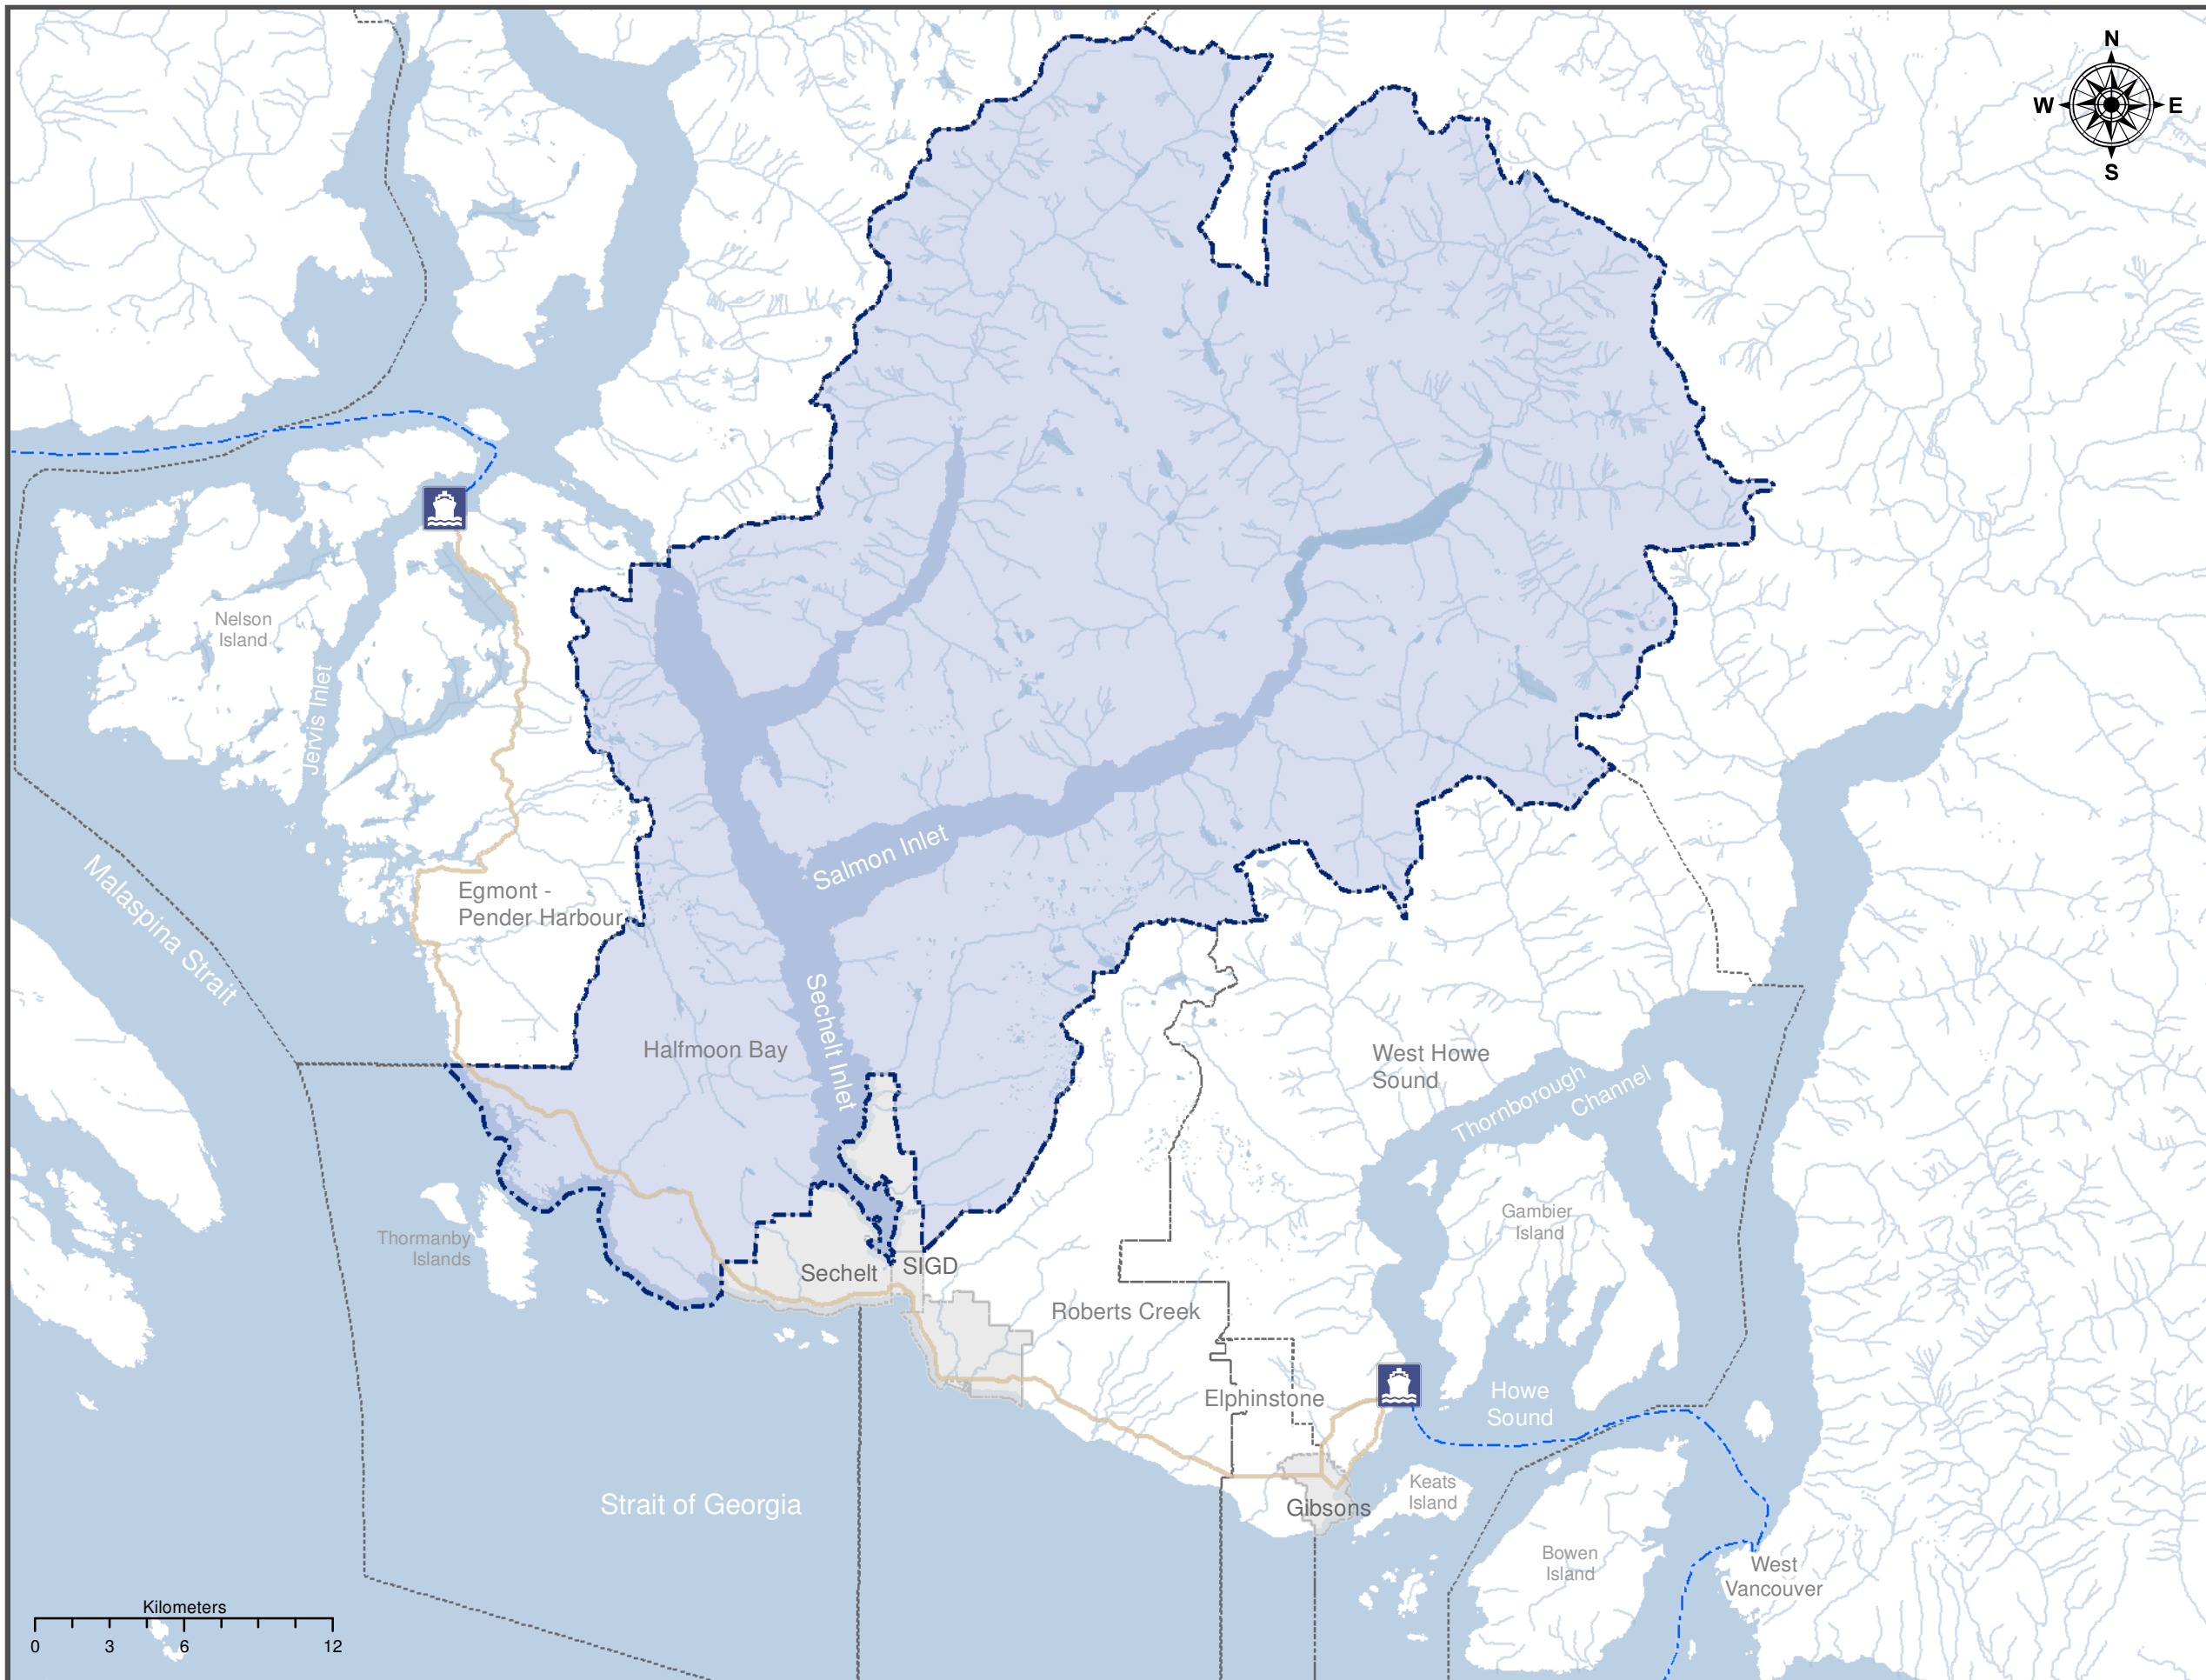 N
W E
S
Nelson
Island
Jervis Inlet
Malaspina Strait
Egmont -
Pender Harbour
Salmon Inlet
Sechelt Inlet
Halfmoon Bay
West Howe
Sound
Thornborough
Channel
Thormanby
Islands
Gambier
Island
Sechelt
SIGD
Roberts Creek
Elphinstone
Howe
Sound
Strait of Georgia
Gibsons
Keats
Island
Bowen
Island
West
Vancouver
Kilometers
0 3 6 12